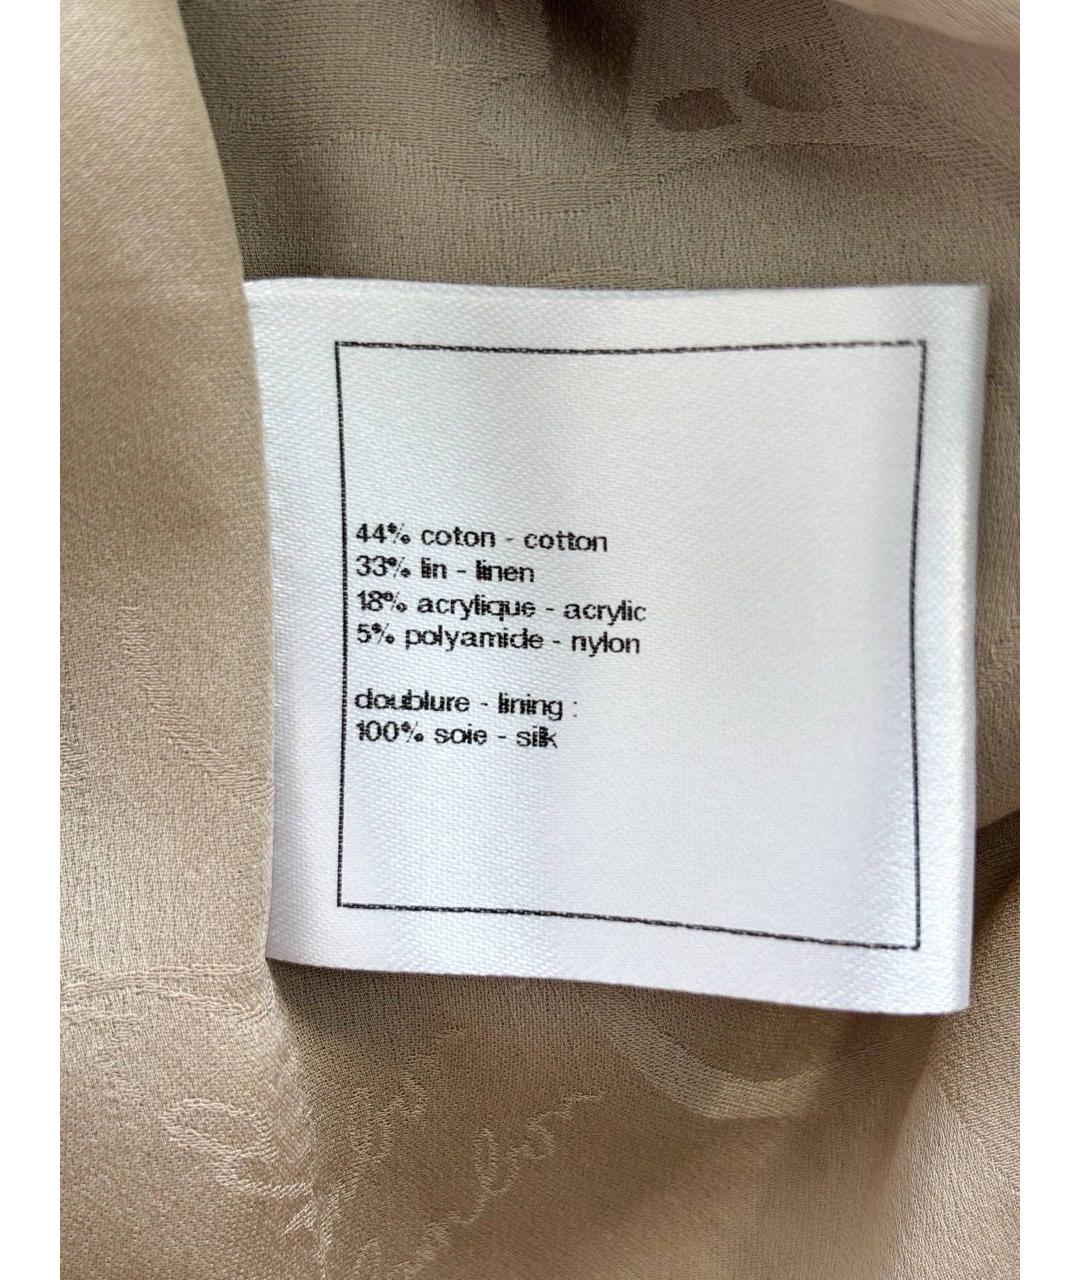 44% coton - cotton
33% lin - linen
18% acrylique - acrylic
5% polyamide - nylon
doublure - lining :
100% soie - silk